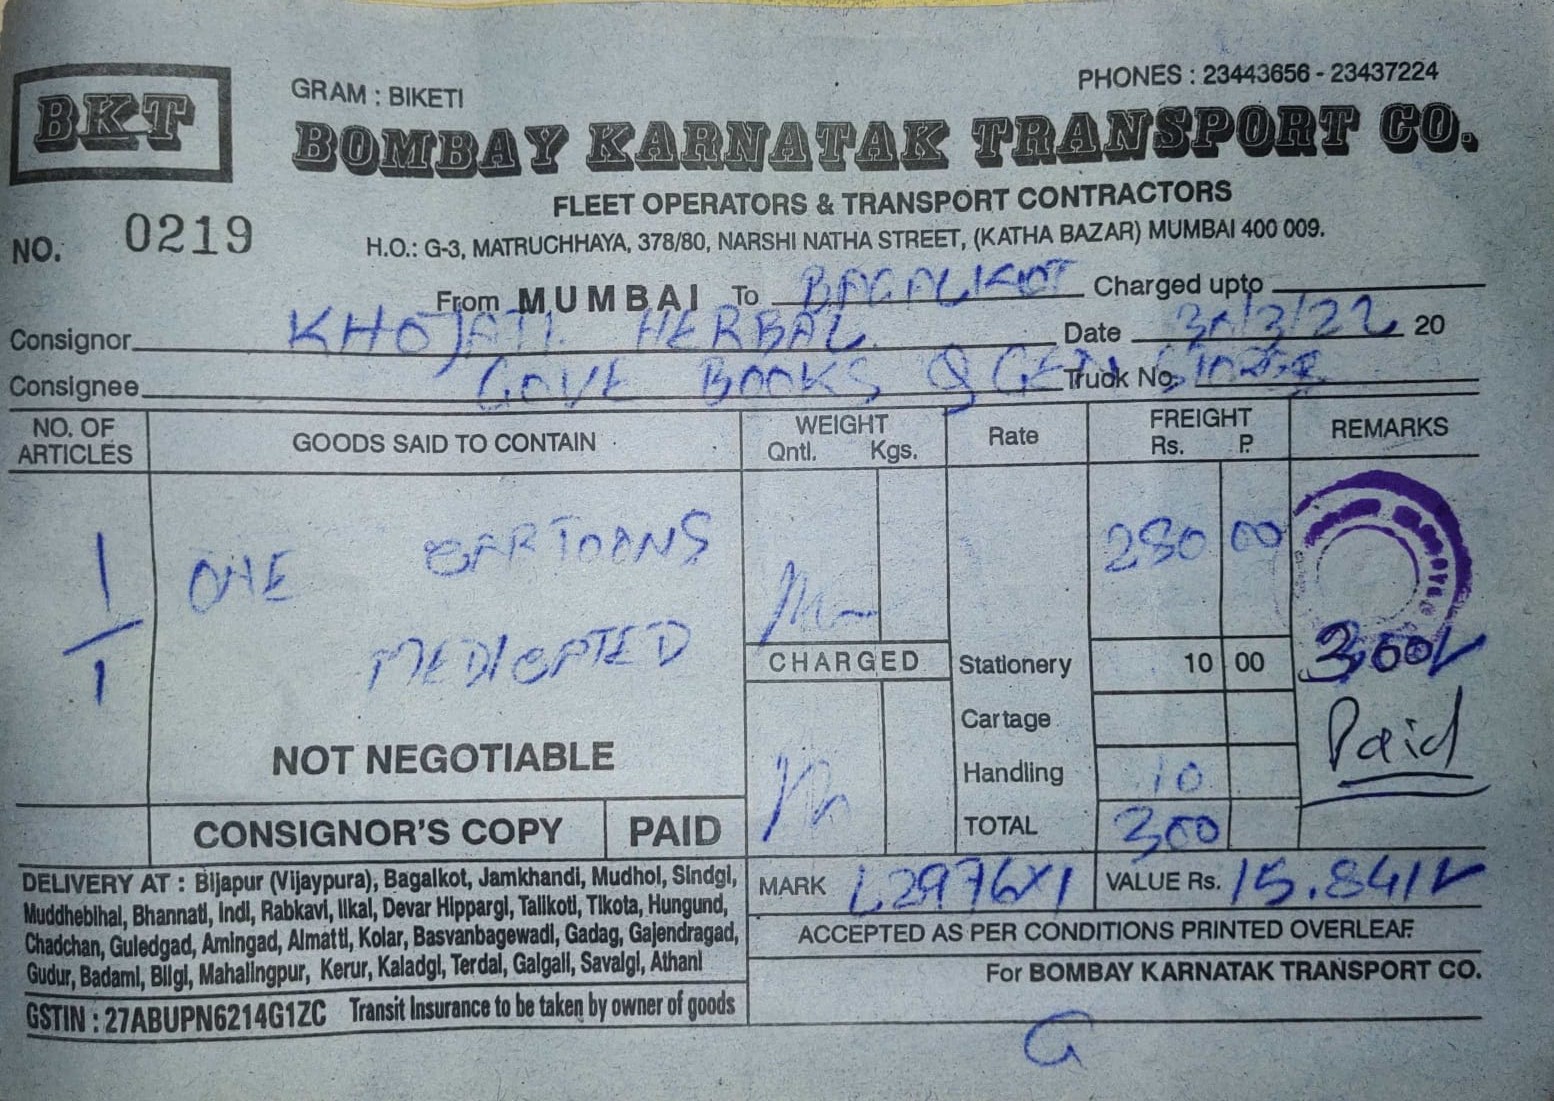 BKT
GRAM : BIKETI
PHONES : 23443656 - 23437224
BOMBAY KARNATAK TRANSPORT CO.
FLEET OPERATORS & TRANSPORT CONTRACTORS
NO. 0219
H.O.: G-3, MATRUCHHAYA, 378/80, NARSHI NATHA STREET, (KATHA BAZAR) MUMBAI 400 009.
From MUMBAI To BAGALKOT Charged upto
Consignor KHOJATI HERBAL Date 30/3/22 20
Consignee GOVE BOOKS & GEN STORE Truck No.
NO. OF ARTICLES GOODS SAID TO CONTAIN WEIGHT Qntl. Kgs. Rate FREIGHT Rs. P. REMARKS
1/1 ONE CARTOONS 280 00
MEDICATED
CHARGED Stationery 10 00 300/-
Cartage
Paid
NOT NEGOTIABLE Handling 10
CONSIGNOR'S COPY PAID TOTAL 300
DELIVERY AT : Bijapur (Vijaypura), Bagalkot, Jamkhandi, Mudhol, Sindgi,
Muddhebihal, Bhannati, Indi, Rabkavi, Ilkal, Devar Hippargi, Talikoti, Tikota, Hungund,
Chadchan, Guledgad, Amingad, Almatti, Kolar, Basvanbagewadi, Gadag, Gajendragad,
Gudur, Badami, Bilgi, Mahalingpur, Kerur, Kaladgi, Terdal, Galgali, Savalgi, Athani
GSTIN : 27ABUPN6214G1ZC Transit Insurance to be taken by owner of goods
MARK L2976X1 VALUE Rs. 15.841/-
ACCEPTED AS PER CONDITIONS PRINTED OVERLEAF
For BOMBAY KARNATAK TRANSPORT CO.